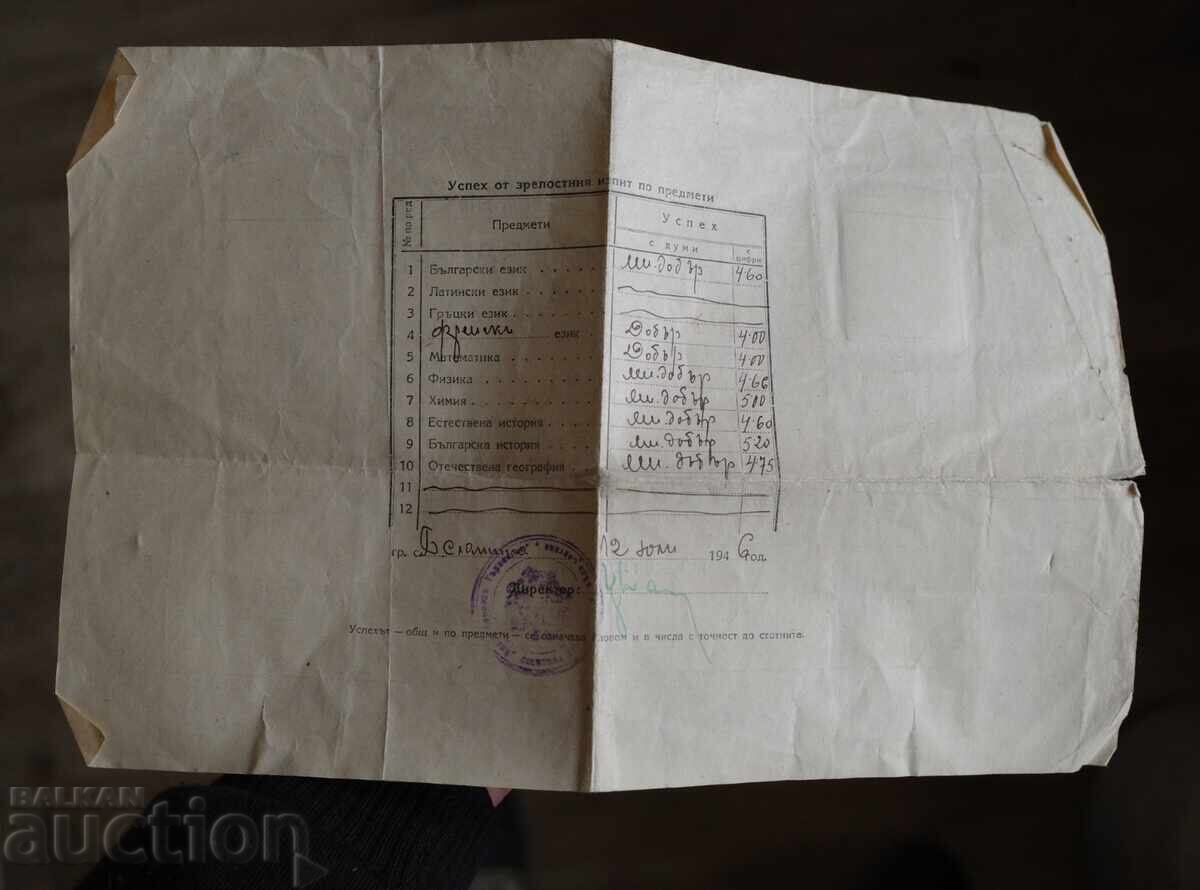 Успех от зрелостния изпит по предмети
№ по ред Предмети Успех
с думи с цифри
1 Български език мн. добър 4·60
2 Латински език
3 Гръцки език
4 френски език Добър 4·00
5 Математика Добър 4·00
6 Физика мн. добър 4·66
7 Химия мн. добър 5·00
8 Естествена история мн. добър 4·60
9 Българска история мн. добър 5·20
10 Отечествена география мн. добър 4·75
11
12
гр. с. 12 юли 1946 год.
Директор:
Успехът — общ и по предмети — се означава словом и в числа с точност до стотните.
BALKAN
auction